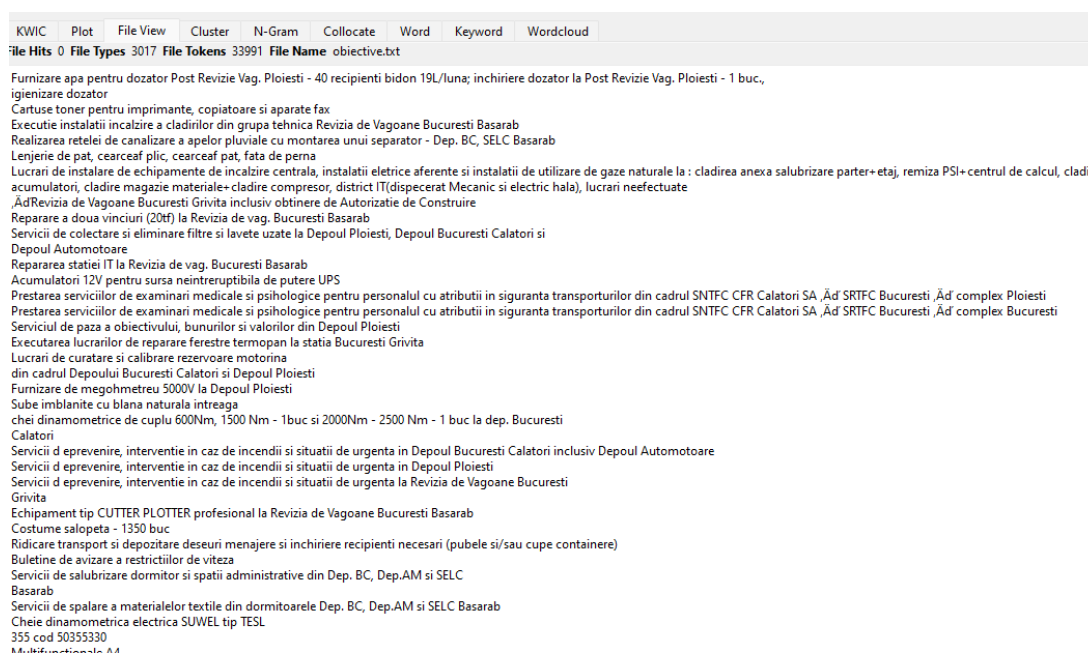 KWIC Plot File View Cluster N-Gram Collocate Word Keyword Wordcloud
File Hits 0 File Types 3017 File Tokens 33991 File Name obiective.txt
Furnizare apa pentru dozator Post Revizie Vag. Ploiesti - 40 recipienti bidon 19L/luna; inchiriere dozator la Post Revizie Vag. Ploiesti - 1 buc.,
igienizare dozator
Cartuse toner pentru imprimante, copiatoare si aparate fax
Executie instalatii incalzire a cladirilor din grupa tehnica Revizia de Vagoane Bucuresti Basarab
Realizarea retelei de canalizare a apelor pluviale cu montarea unui separator - Dep. BC, SELC Basarab
Lenjerie de pat, cearceaf plic, cearceaf pat, fata de perna
Lucrari de instalare de echipamente de incalzire centrala, instalatii eletrice aferente si instalatii de utilizare de gaze naturale la : cladirea anexa salubrizare parter+etaj, remiza PSI+centrul de calcul, cladi
acumulatori, cladire magazie materiale+cladire compresor, district IT(dispecerat Mecanic si electric hala), lucrari neefectuate
‚ÄďRevizia de Vagoane Bucuresti Grivita inclusiv obtinere de Autorizatie de Construire
Reparare a doua vinciuri (20tf) la Revizia de vag. Bucuresti Basarab
Servicii de colectare si eliminare filtre si lavete uzate la Depoul Ploiesti, Depoul Bucuresti Calatori si
Depoul Automotoare
Repararea statiei IT la Revizia de vag. Bucuresti Basarab
Acumulatori 12V pentru sursa neintreruptibila de putere UPS
Prestarea serviciilor de examinari medicale si psihologice pentru personalul cu atributii in siguranta transporturilor din cadrul SNTFC CFR Calatori SA ‚Äď SRTFC Bucuresti ‚Äď complex Ploiesti
Prestarea serviciilor de examinari medicale si psihologice pentru personalul cu atributii in siguranta transporturilor din cadrul SNTFC CFR Calatori SA ‚Äď SRTFC Bucuresti ‚Äď complex Bucuresti
Serviciul de paza a obiectivului, bunurilor si valorilor din Depoul Ploiesti
Executarea lucrarilor de reparare ferestre termopan la statia Bucuresti Grivita
Lucrari de curatare si calibrare rezervoare motorina
din cadrul Depoului Bucuresti Calatori si Depoul Ploiesti
Furnizare de megohmetreu 5000V la Depoul Ploiesti
Sube imblanite cu blana naturala intreaga
chei dinamometrice de cuplu 600Nm, 1500 Nm - 1buc si 2000Nm - 2500 Nm - 1 buc la dep. Bucuresti
Calatori
Servicii d eprevenire, interventie in caz de incendii si situatii de urgenta in Depoul Bucuresti Calatori inclusiv Depoul Automotoare
Servicii d eprevenire, interventie in caz de incendii si situatii de urgenta in Depoul Ploiesti
Servicii d eprevenire, interventie in caz de incendii si situatii de urgenta la Revizia de Vagoane Bucuresti
Grivita
Echipament tip CUTTER PLOTTER profesional la Revizia de Vagoane Bucuresti Basarab
Costume salopeta - 1350 buc
Ridicare transport si depozitare deseuri menajere si inchiriere recipienti necesari (pubele si/sau cupe containere)
Buletine de avizare a restrictiilor de viteza
Servicii de salubrizare dormitor si spatii administrative din Dep. BC, Dep.AM si SELC
Basarab
Servicii de spalare a materialelor textile din dormitoarele Dep. BC, Dep.AM si SELC Basarab
Cheie dinamometrica electrica SUWEL tip TESL
355 cod 50355330
Multifunctionale A4